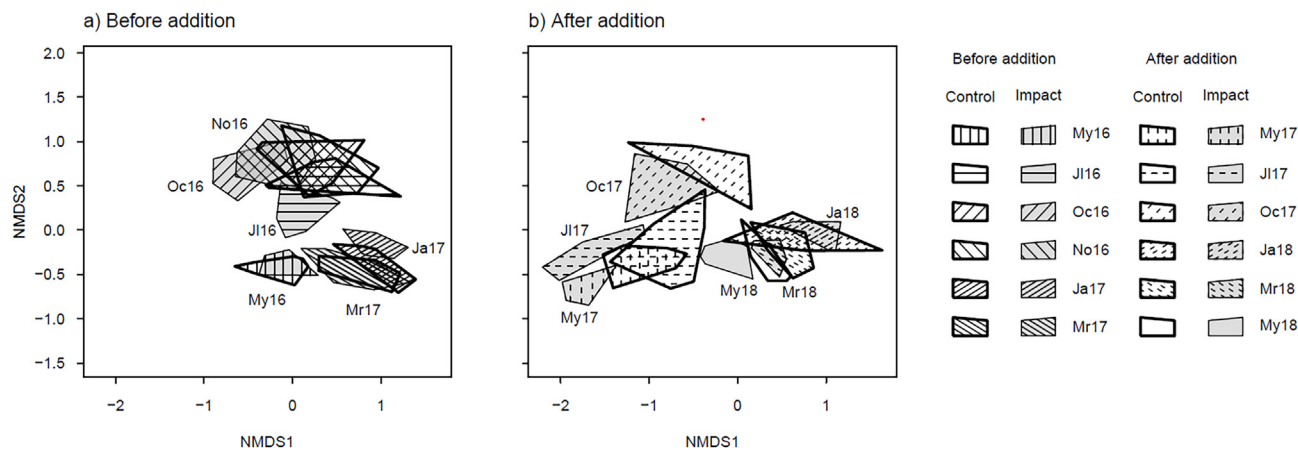 a) Before addition
b) After addition
2.0
1.5
1.0
0.5
0.0
−0.5
−1.0
−1.5
NMDS2
No16
Oc16
Jl16
Ja17
My16
Mr17
−2
−1
0
1
NMDS1
Oc17
Jl17
Ja18
My18
Mr18
My17
−2
−1
0
1
NMDS1
Before addition
After addition
Control
Impact
Control
Impact
My16
My17
Jl16
Jl17
Oc16
Oc17
No16
Ja18
Ja17
Mr18
Mr17
My18